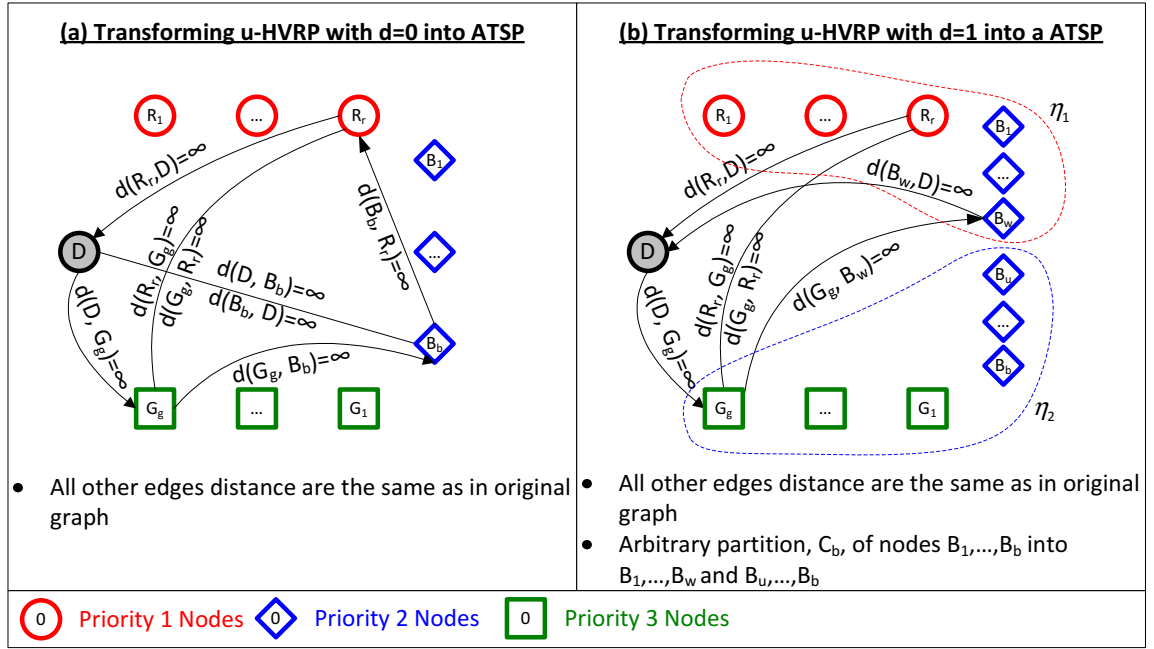 (a) Transforming u-HVRP with d=0 into ATSP
R1
...
Rr
B1
...
Bb
D
Gg
...
G1
d(Rr,D)=∞
d(Rr, Gg)=∞
d(Gg, Rr)=∞
d(Bb, Rr)=∞
d(D, Bb)=∞
d(Bb, D)=∞
d(D, Gg)=∞
d(Gg, Bb)=∞
• All other edges distance are the same as in original
graph
(b) Transforming u-HVRP with d=1 into a ATSP
R1
...
Rr
η1
B1
...
Bw
D
Bu
...
Bb
Gg
...
G1
η2
d(Rr,D)=∞
d(Bw,D)=∞
d(Rr, Gg)=∞
d(Gg, Rr)=∞
d(Gg, Bw)=∞
d(D, Gg)=∞
• All other edges distance are the same as in original
graph
• Arbitrary partition, Cb, of nodes B1,...,Bb into
B1,...,Bw and Bu,...,Bb
0 Priority 1 Nodes 0 Priority 2 Nodes 0 Priority 3 Nodes